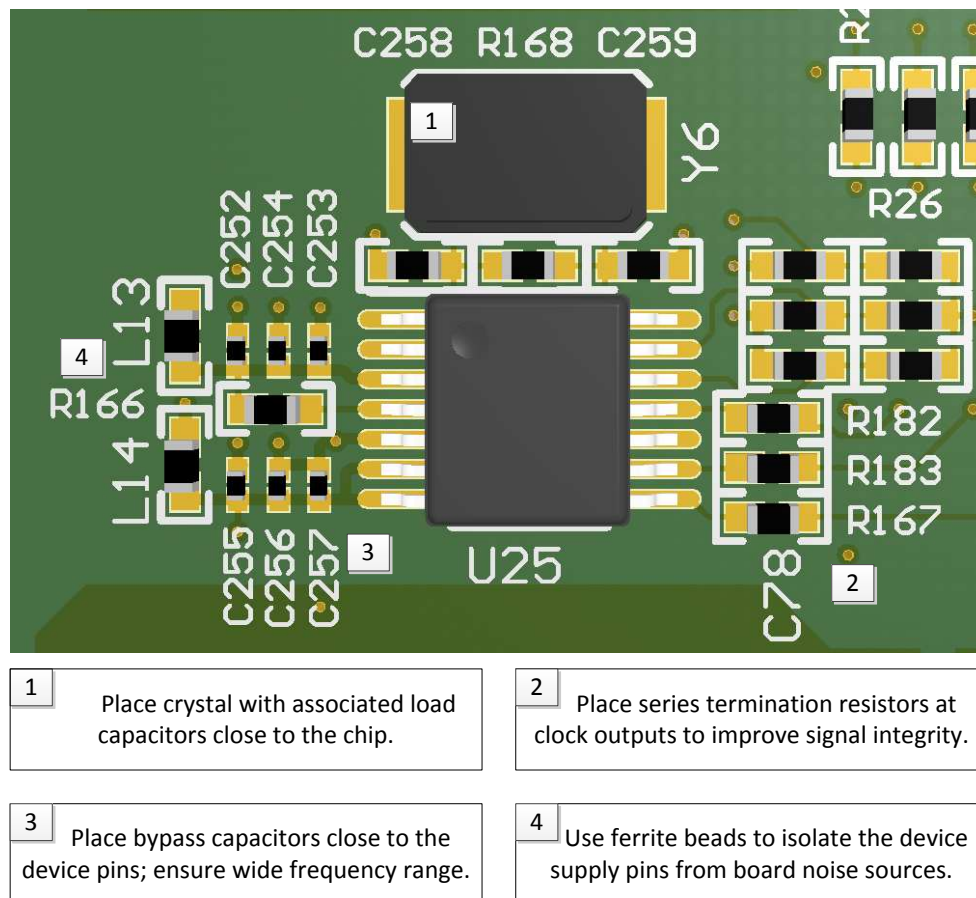 C258 R168 C259
R2
1
Y6
R26
C252
C254
C253
L13
4
R166
L14
R182
R183
R167
C255
C256
C257
3
U25
C78
2
1
Place crystal with associated load
capacitors close to the chip.
2
Place series termination resistors at
clock outputs to improve signal integrity.
3
Place bypass capacitors close to the
device pins; ensure wide frequency range.
4
Use ferrite beads to isolate the device
supply pins from board noise sources.